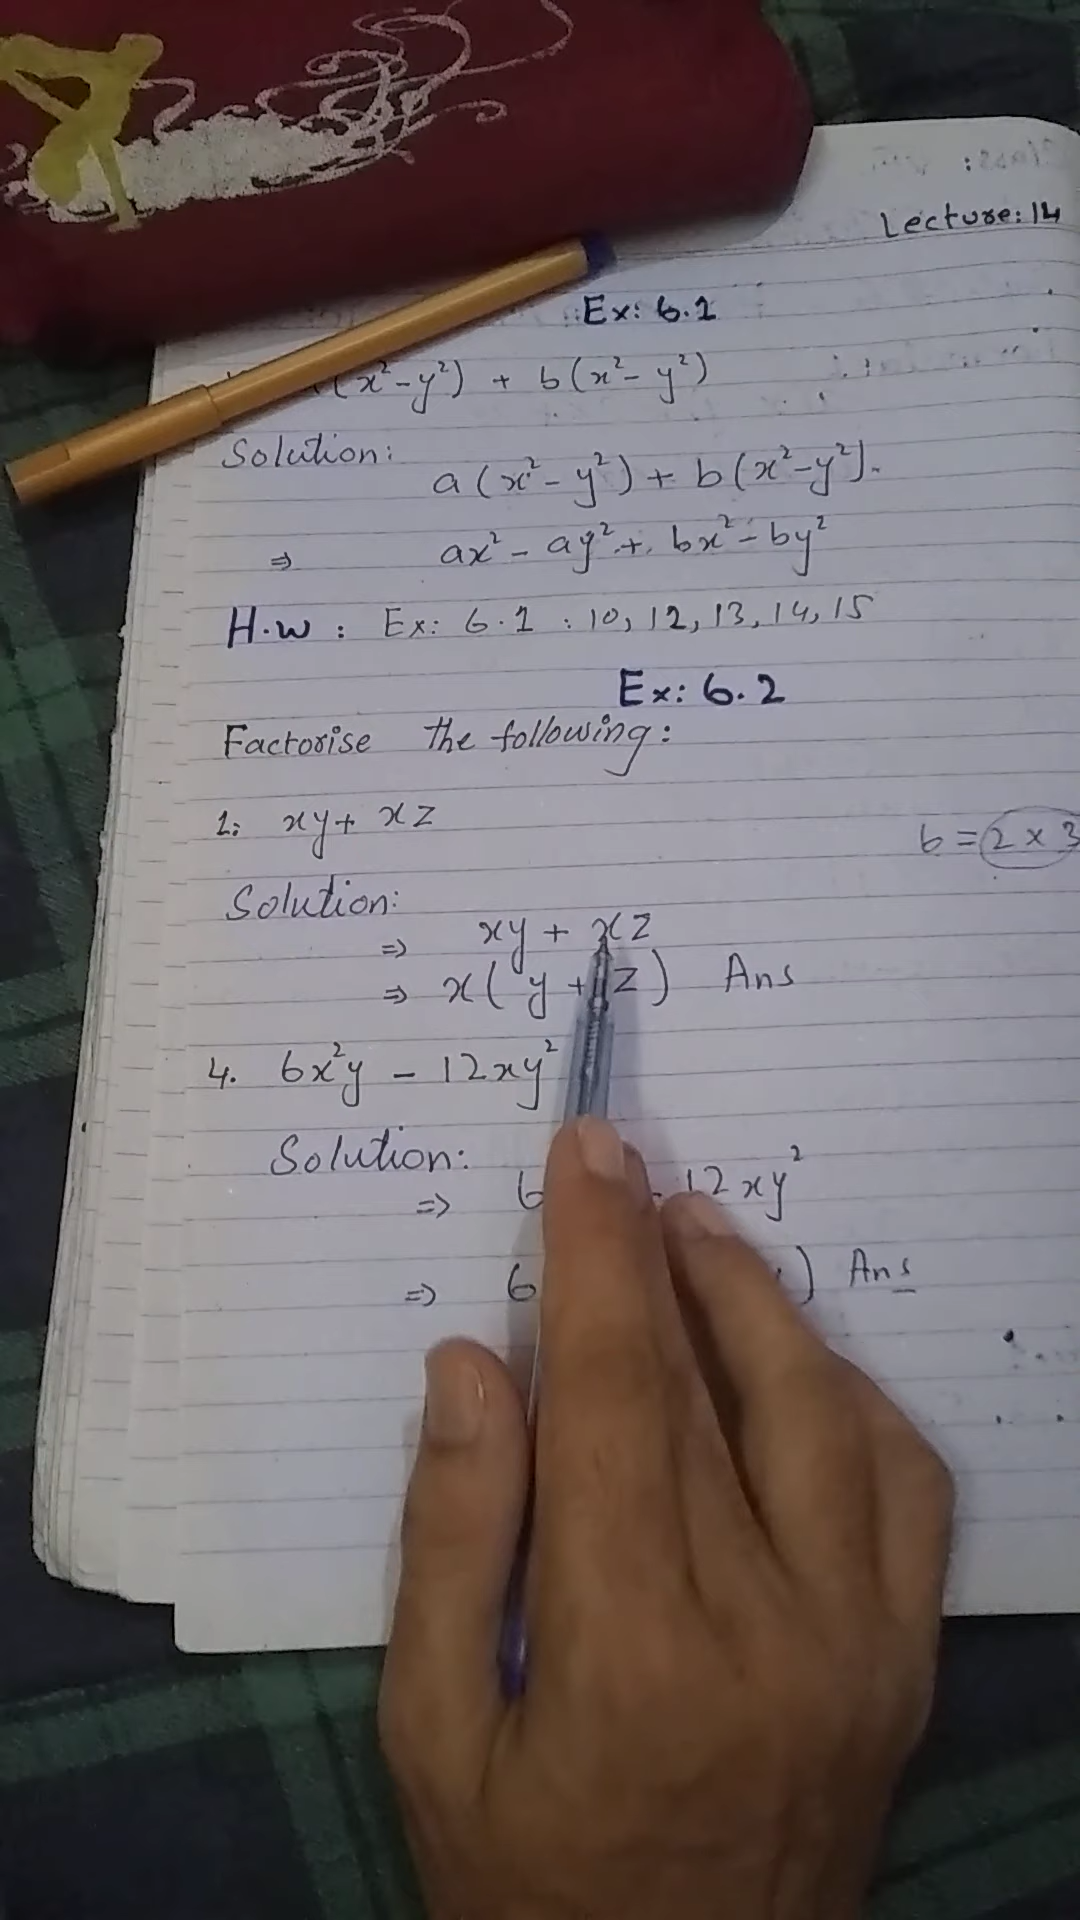 Lecture: 14
Ex: 6.1
(x²-y²) + b(x²-y²)
Solution:
a(x²-y²) + b(x²-y²).
⇒ ax² - ay² + bx² - by²
H.W : Ex: 6.1 : 10, 12, 13, 14, 15
Ex: 6.2
Factorise the following:
1: xy + xz
6 = 2 × 3
Solution:
⇒ xy + xz
⇒ x(y + z) Ans
4. 6x²y - 12xy²
Solution:
⇒ 6 - 12xy²
⇒ 6 ) Ans